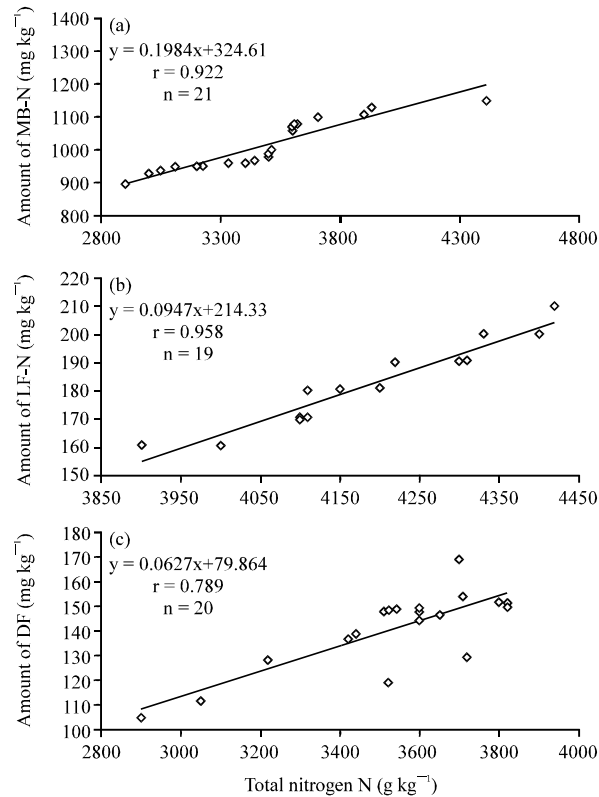 1400
1300
1200
1100
1000
900
800
Amount of MB-N (mg kg⁻¹)
(a)
y = 0.1984x+324.61
r = 0.922
n = 21
2800 3300 3800 4300 4800
220
210
200
190
180
170
160
150
Amount of LF-N (mg kg⁻¹)
(b)
y = 0.0947x+214.33
r = 0.958
n = 19
3850 3950 4050 4150 4250 4350 4450
180
170
160
150
140
130
120
110
100
Amount of DF (mg kg⁻¹)
(c)
y = 0.0627x+79.864
r = 0.789
n = 20
2800 3000 3200 3400 3600 3800 4000
Total nitrogen N (g kg⁻¹)